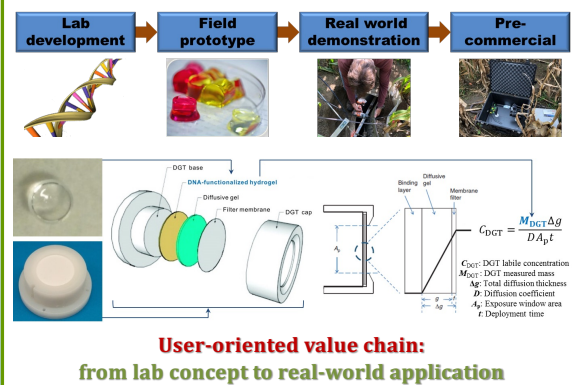 Lab
development
Field
prototype
Real world
demonstration
Pre-
commercial
DGT base
DNA-functionalized hydrogel
Diffusive gel
Filter membrane
DGT cap
A_p
Binding
layer
Diffusive
gel
Membrane
filter
g
t
Δg
C_DGT = M_DGT Δg / D A_p t
C_DGT: DGT labile concentration
M_DGT: DGT measured mass
Δg: Total diffusion thickness
D: Diffusion coefficient
A_p: Exposure window area
t: Deployment time
User-oriented value chain:
from lab concept to real-world application